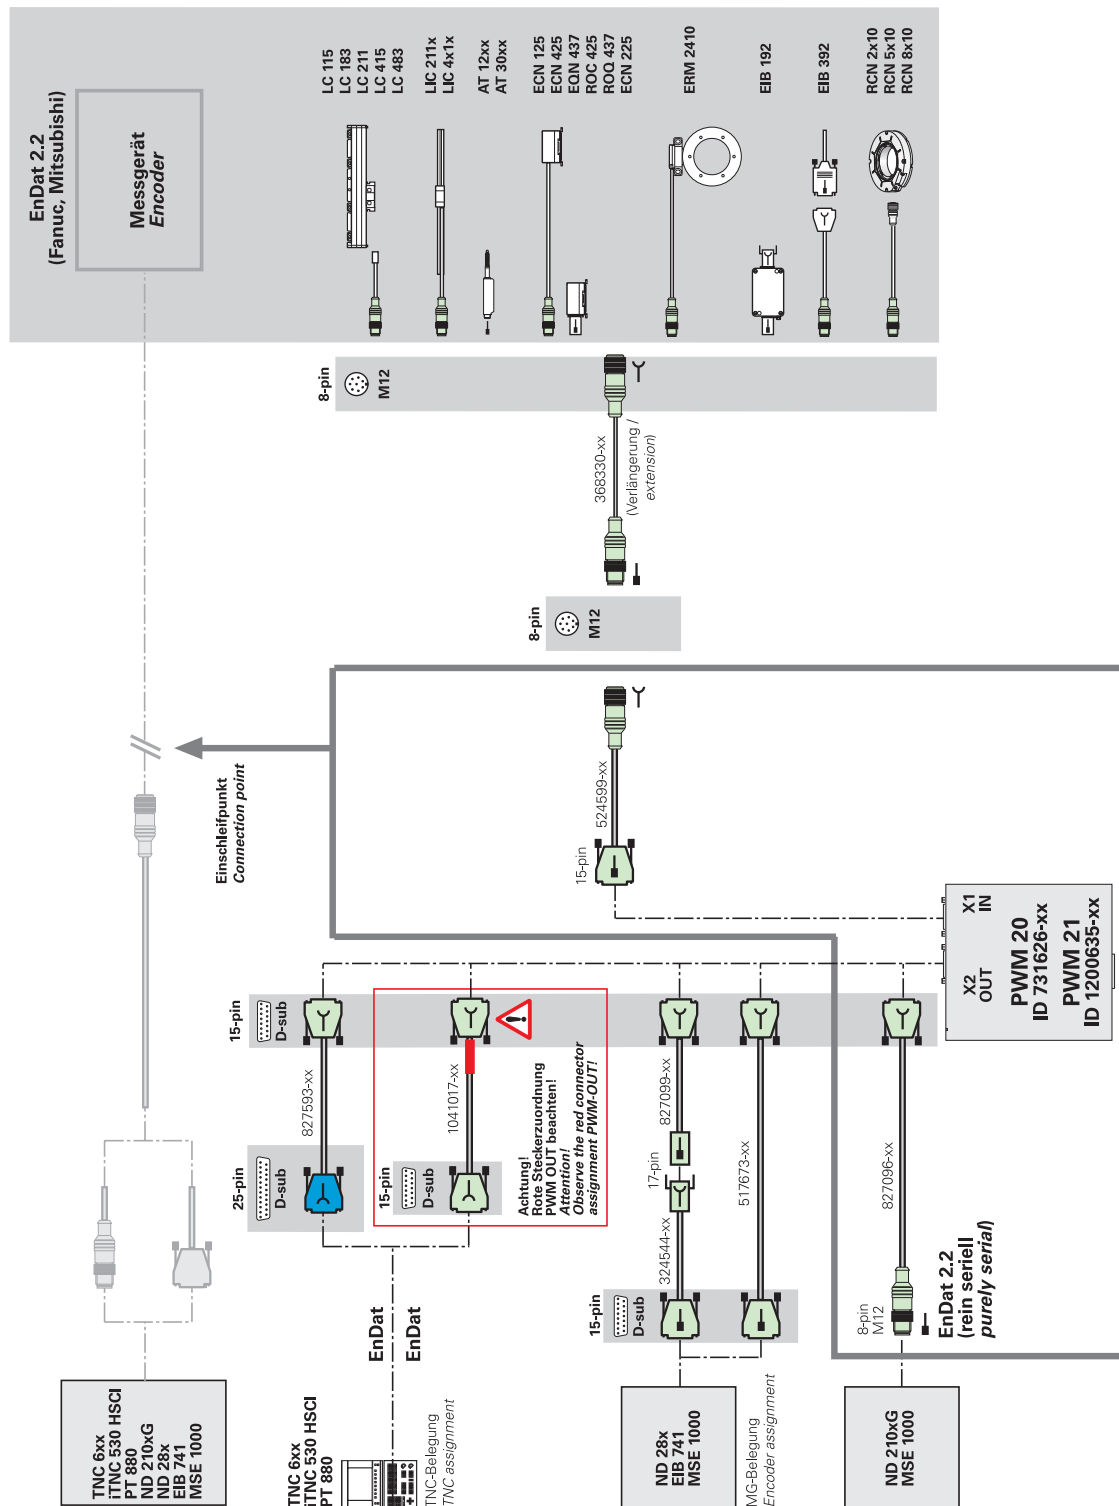 EnDat 2.2
(Fanuc, Mitsubishi)
Messgerät
Encoder
LC 115
LC 183
LC 211
LC 415
LC 483
LIC 211x
LIC 4x1x
AT 12xx
AT 30xx
ECN 125
ECN 425
EQN 437
ROC 425
ROQ 437
ECN 225
ERM 2410
EIB 192
EIB 392
RCN 2x10
RCN 5x10
RCN 8x10
8-pin
M12
368330-xx
(Verlängerung /
extension)
8-pin
M12
Einschleifpunkt
Connection point
15-pin
524599-xx
X1
IN
X2
OUT
PWM 20
ID 731626-xx
PWM 21
ID 1200635-xx
15-pin
D-sub
827593-xx
25-pin
D-sub
1041017-xx
15-pin
D-sub
Achtung!
Rote Steckerzuordnung
PWM OUT beachten!
Attention!
Observe the red connector
assignment PWM-OUT!
827099-xx
17-pin
324544-xx
517673-xx
15-pin
D-sub
827096-xx
8-pin
M12
EnDat 2.2
(rein seriell
purely serial)
EnDat
EnDat
TNC 6xx
iTNC 530 HSCI
PT 880
ND 210xG
ND 28x
EIB 741
MSE 1000
TNC 6xx
iTNC 530 HSCI
PT 880
TNC-Belegung
TNC assignment
ND 28x
EIB 741
MSE 1000
MG-Belegung
Encoder assignment
ND 210xG
MSE 1000